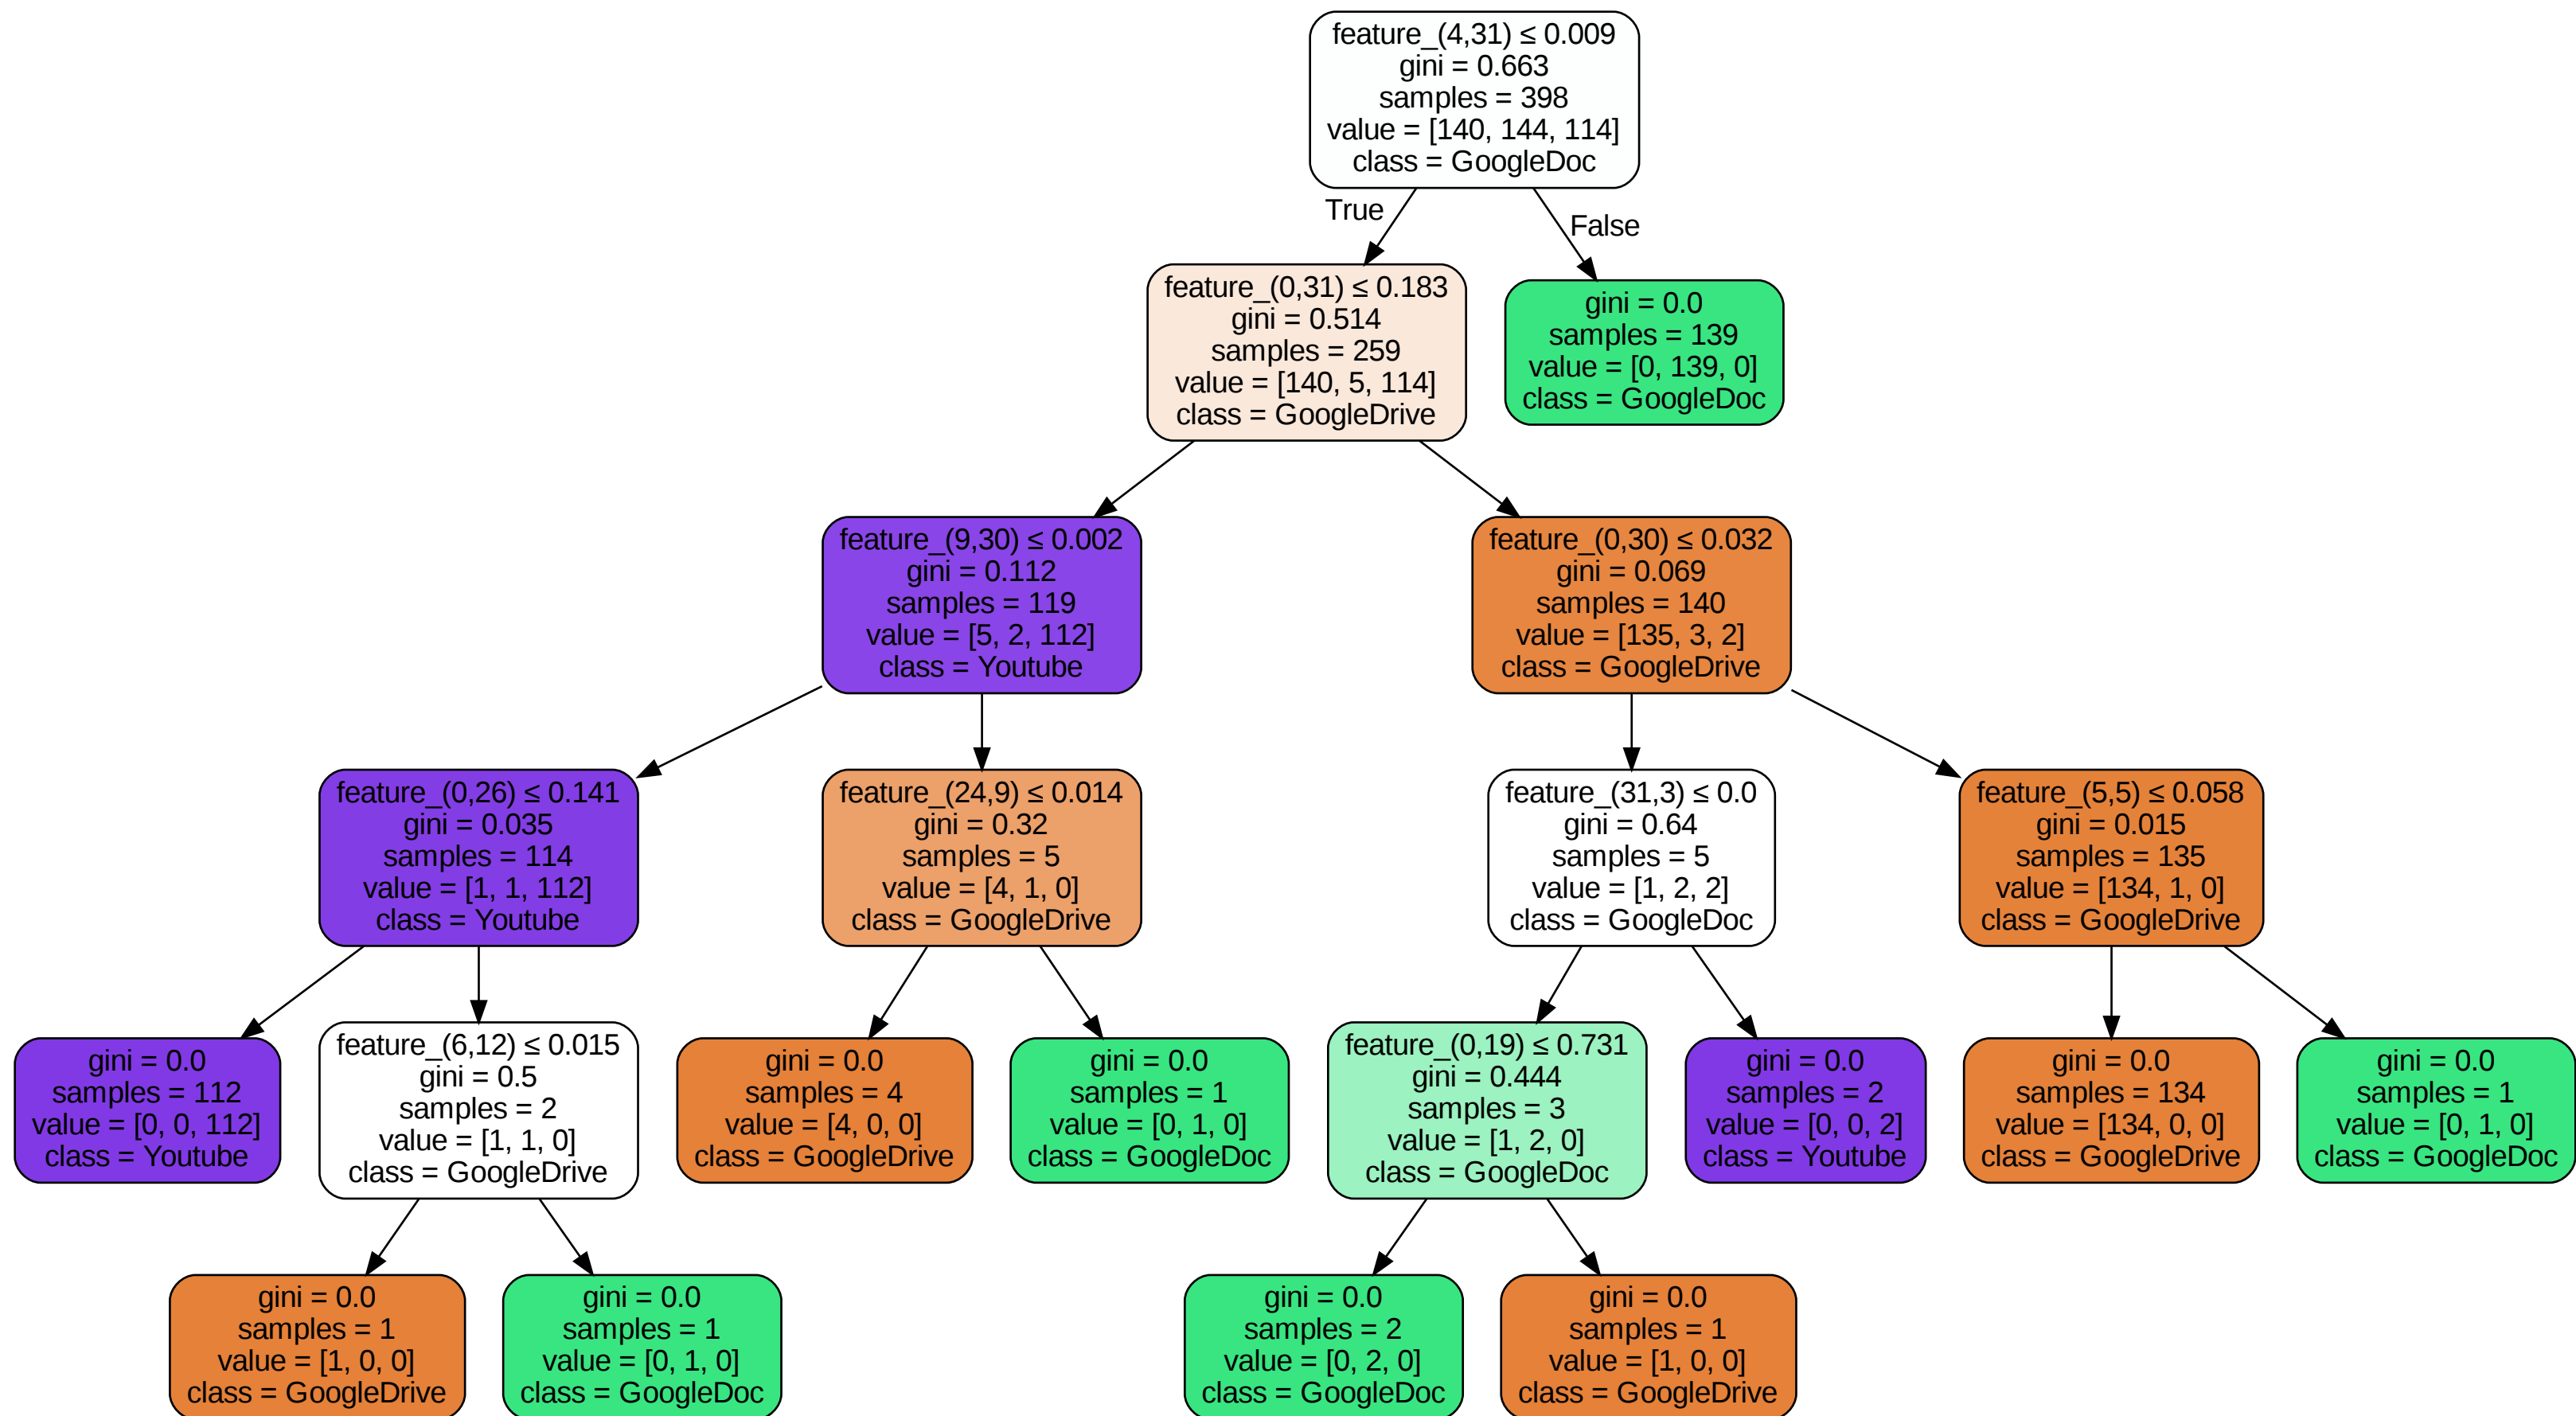 feature_(4,31) ≤ 0.009
gini = 0.663
samples = 398
value = [140, 144, 114]
class = GoogleDoc
True
False
feature_(0,31) ≤ 0.183
gini = 0.514
samples = 259
value = [140, 5, 114]
class = GoogleDrive
gini = 0.0
samples = 139
value = [0, 139, 0]
class = GoogleDoc
feature_(9,30) ≤ 0.002
gini = 0.112
samples = 119
value = [5, 2, 112]
class = Youtube
feature_(0,30) ≤ 0.032
gini = 0.069
samples = 140
value = [135, 3, 2]
class = GoogleDrive
feature_(0,26) ≤ 0.141
gini = 0.035
samples = 114
value = [1, 1, 112]
class = Youtube
feature_(24,9) ≤ 0.014
gini = 0.32
samples = 5
value = [4, 1, 0]
class = GoogleDrive
feature_(31,3) ≤ 0.0
gini = 0.64
samples = 5
value = [1, 2, 2]
class = GoogleDoc
feature_(5,5) ≤ 0.058
gini = 0.015
samples = 135
value = [134, 1, 0]
class = GoogleDrive
gini = 0.0
samples = 112
value = [0, 0, 112]
class = Youtube
feature_(6,12) ≤ 0.015
gini = 0.5
samples = 2
value = [1, 1, 0]
class = GoogleDrive
gini = 0.0
samples = 4
value = [4, 0, 0]
class = GoogleDrive
gini = 0.0
samples = 1
value = [0, 1, 0]
class = GoogleDoc
feature_(0,19) ≤ 0.731
gini = 0.444
samples = 3
value = [1, 2, 0]
class = GoogleDoc
gini = 0.0
samples = 2
value = [0, 0, 2]
class = Youtube
gini = 0.0
samples = 134
value = [134, 0, 0]
class = GoogleDrive
gini = 0.0
samples = 1
value = [0, 1, 0]
class = GoogleDoc
gini = 0.0
samples = 1
value = [1, 0, 0]
class = GoogleDrive
gini = 0.0
samples = 1
value = [0, 1, 0]
class = GoogleDoc
gini = 0.0
samples = 2
value = [0, 2, 0]
class = GoogleDoc
gini = 0.0
samples = 1
value = [1, 0, 0]
class = GoogleDrive